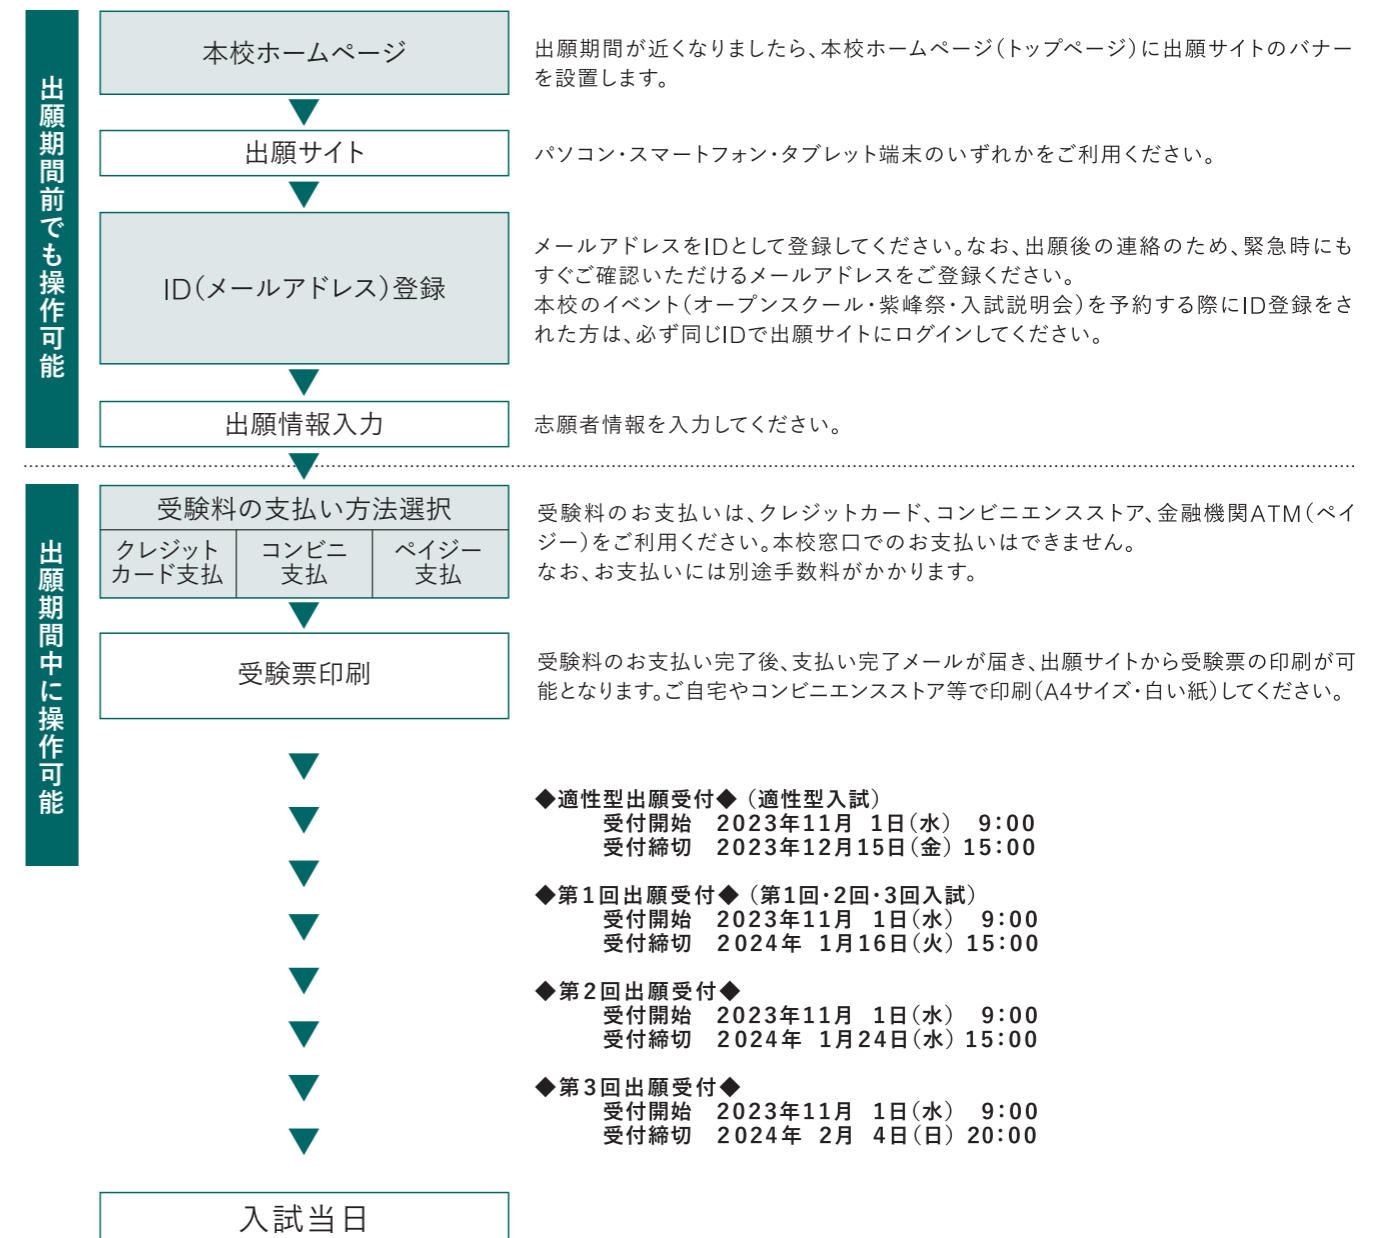 出願期間前でも操作可能
本校ホームページ
出願期間が近くなりましたら、本校ホームページ（トップページ）に出願サイトのバナー
を設置します。
出願サイト
パソコン・スマートフォン・タブレット端末のいずれかをご利用ください。
ID（メールアドレス）登録
メールアドレスをIDとして登録してください。なお、出願後の連絡のため、緊急時にも
すぐご確認いただけるメールアドレスをご登録ください。
本校のイベント（オープンスクール・紫峰祭・入試説明会）を予約する際にID登録をさ
れた方は、必ず同じIDで出願サイトにログインしてください。
出願情報入力
志願者情報を入力してください。
出願期間中に操作可能
受験料の支払い方法選択
クレジット
カード支払
コンビニ
支払
ペイジー
支払
受験料のお支払いは、クレジットカード、コンビニエンスストア、金融機関ATM（ペイ
ジー）をご利用ください。本校窓口でのお支払いはできません。
なお、お支払いには別途手数料がかかります。
受験票印刷
受験料のお支払い完了後、支払い完了メールが届き、出願サイトから受験票の印刷が可
能となります。ご自宅やコンビニエンスストア等で印刷（A4サイズ・白い紙）してください。
◆適性型出願受付◆（適性型入試）
受付開始 2023年11月 1日（水） 9：00
受付締切 2023年12月15日（金）15：00
◆第1回出願受付◆（第1回・2回・3回入試）
受付開始 2023年11月 1日（水） 9：00
受付締切 2024年 1月16日（火）15：00
◆第2回出願受付◆
受付開始 2023年11月 1日（水） 9：00
受付締切 2024年 1月24日（水）15：00
◆第3回出願受付◆
受付開始 2023年11月 1日（水） 9：00
受付締切 2024年 2月 4日（日）20：00
入試当日